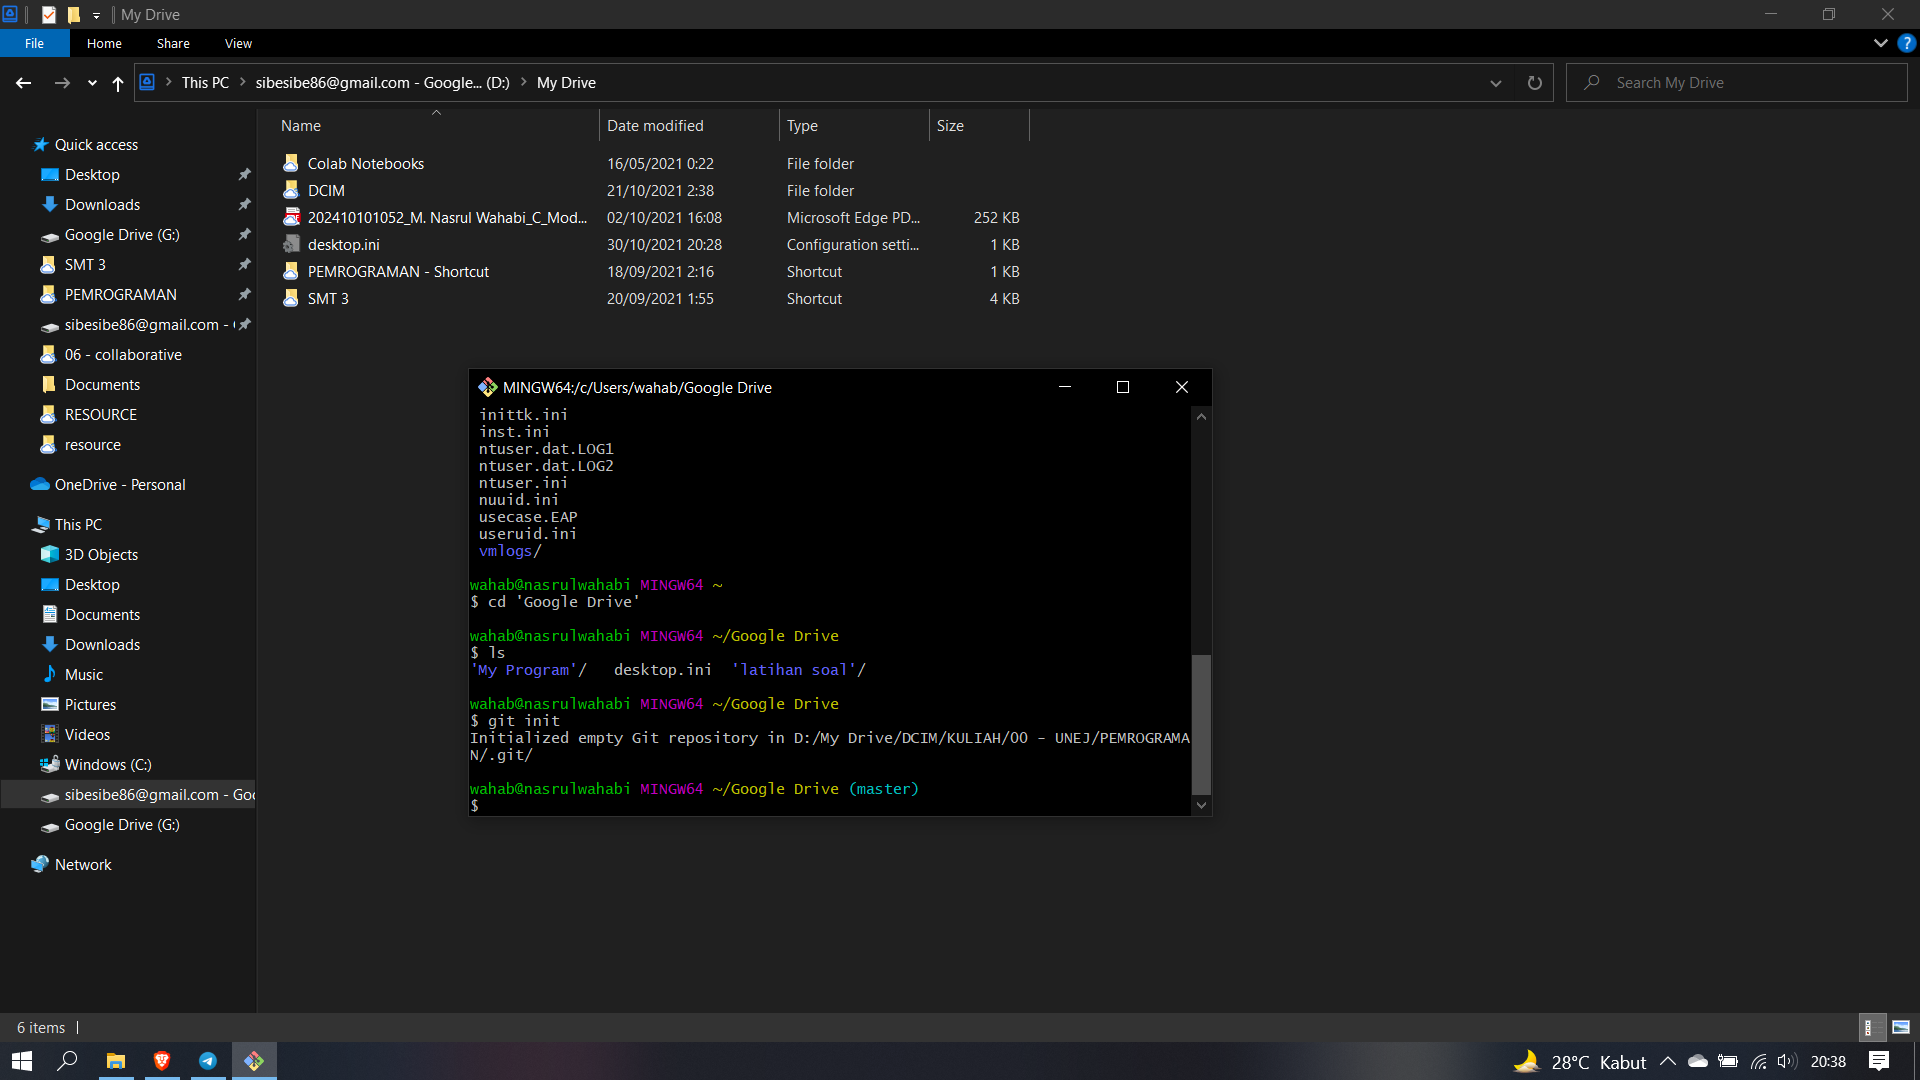 My Drive
File Home Share View
This PC sibesibe86@gmail.com - Google... (D:) My Drive
Search My Drive
Name Date modified Type Size
Colab Notebooks 16/05/2021 0:22 File folder
DCIM 21/10/2021 2:38 File folder
202410101052_M. Nasrul Wahabi_C_Mod... 02/10/2021 16:08 Microsoft Edge PD... 252 KB
desktop.ini 30/10/2021 20:28 Configuration setti... 1 KB
PEMROGRAMAN - Shortcut 18/09/2021 2:16 Shortcut 1 KB
SMT 3 20/09/2021 1:55 Shortcut 4 KB
Quick access
Desktop
Downloads
Google Drive (G:)
SMT 3
PEMROGRAMAN
sibesibe86@gmail.com - 
06 - collaborative
Documents
RESOURCE
resource
OneDrive - Personal
This PC
3D Objects
Desktop
Documents
Downloads
Music
Pictures
Videos
Windows (C:)
sibesibe86@gmail.com - Goo
Google Drive (G:)
Network
MINGW64:/c/Users/wahab/Google Drive
inittk.ini
inst.ini
ntuser.dat.LOG1
ntuser.dat.LOG2
ntuser.ini
nuuid.ini
usecase.EAP
useruid.ini
vmlogs/
wahab@nasrulwahabi MINGW64 ~
$ cd 'Google Drive'
wahab@nasrulwahabi MINGW64 ~/Google Drive
$ ls
'My Program'/ desktop.ini 'latihan soal'/
wahab@nasrulwahabi MINGW64 ~/Google Drive
$ git init
Initialized empty Git repository in D:/My Drive/DCIM/KULIAH/00 - UNEJ/PEMROGRAMA
N/.git/
wahab@nasrulwahabi MINGW64 ~/Google Drive (master)
$
6 items
28°C Kabut 20:38